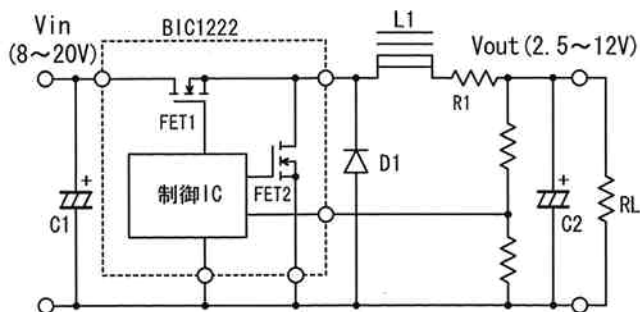 BIC1222
L1
Vin
(8～20V)
Vout(2.5～12V)
R1
FET1
D1
制御IC
FET2
C1
+
C2
+
RL